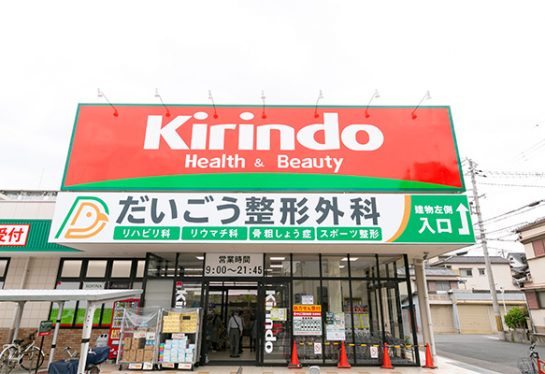 Kirindo
Health & Beauty
だいごう整形外科
リハビリ科
リウマチ科
骨粗しょう症
スポーツ整形
建物左側
入口
受付
営業時間
9:00～21:45
Kirindo